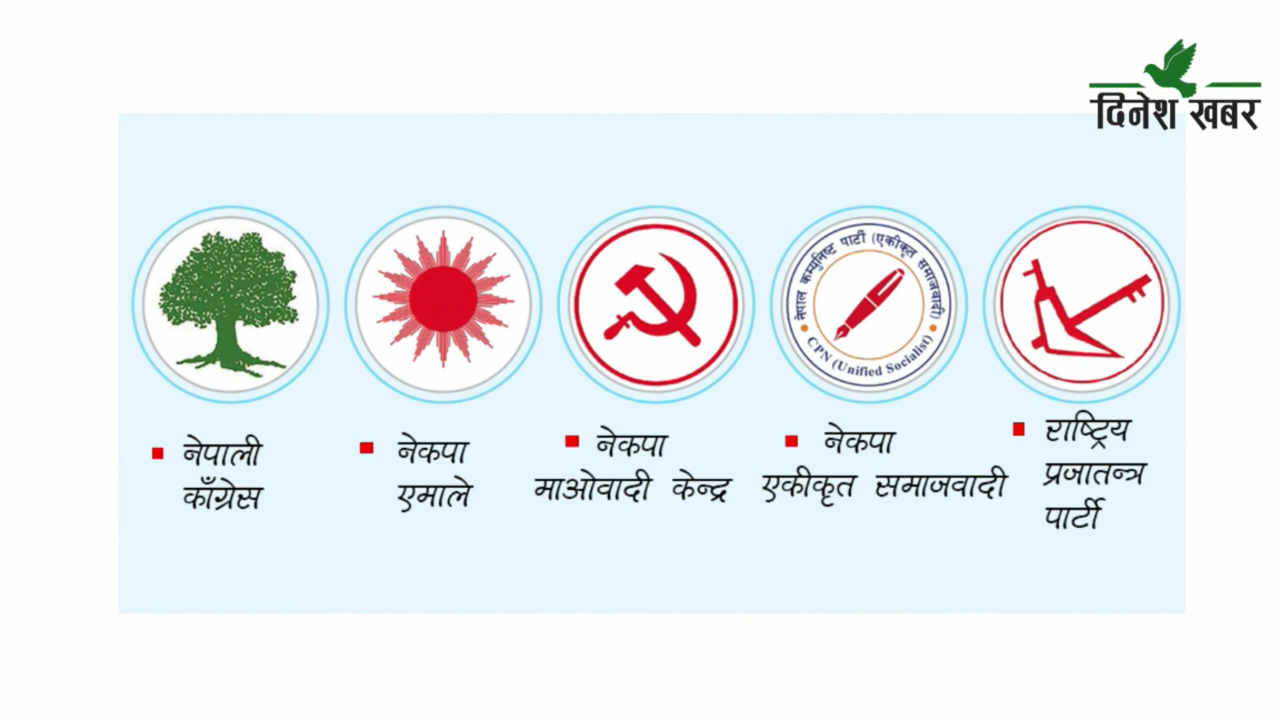 दिनेश खबर
नेपाल कम्युनिष्ट पार्टी (एकीकृत समाजवादी)
CPN (Unified Socialist)
नेपाली
काँग्रेस
नेकपा
एमाले
नेकपा
माओवादी केन्द्र
नेकपा
एकीकृत समाजवादी
राष्ट्रिय
प्रजातन्त्र
पार्टी